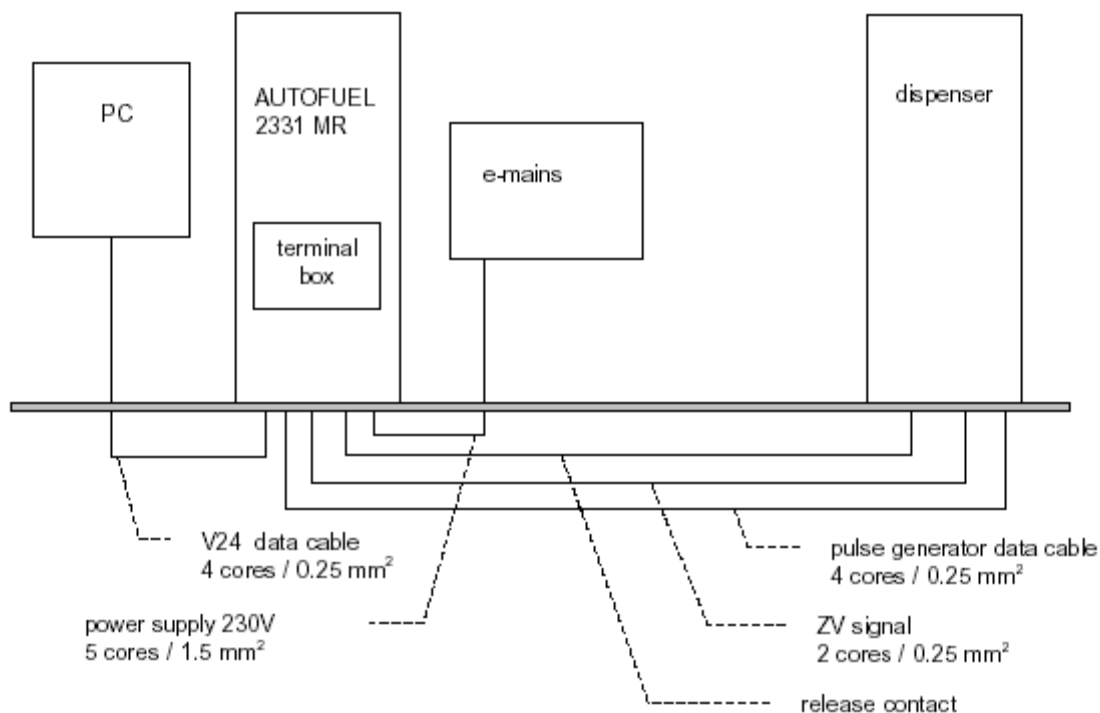 PC
AUTOFUEL
2331 MR
terminal
box
e-mains
dispenser
V24 data cable
4 cores / 0.25 mm²
power supply 230V
5 cores / 1.5 mm²
pulse generator data cable
4 cores / 0.25 mm²
ZV signal
2 cores / 0.25 mm²
release contact